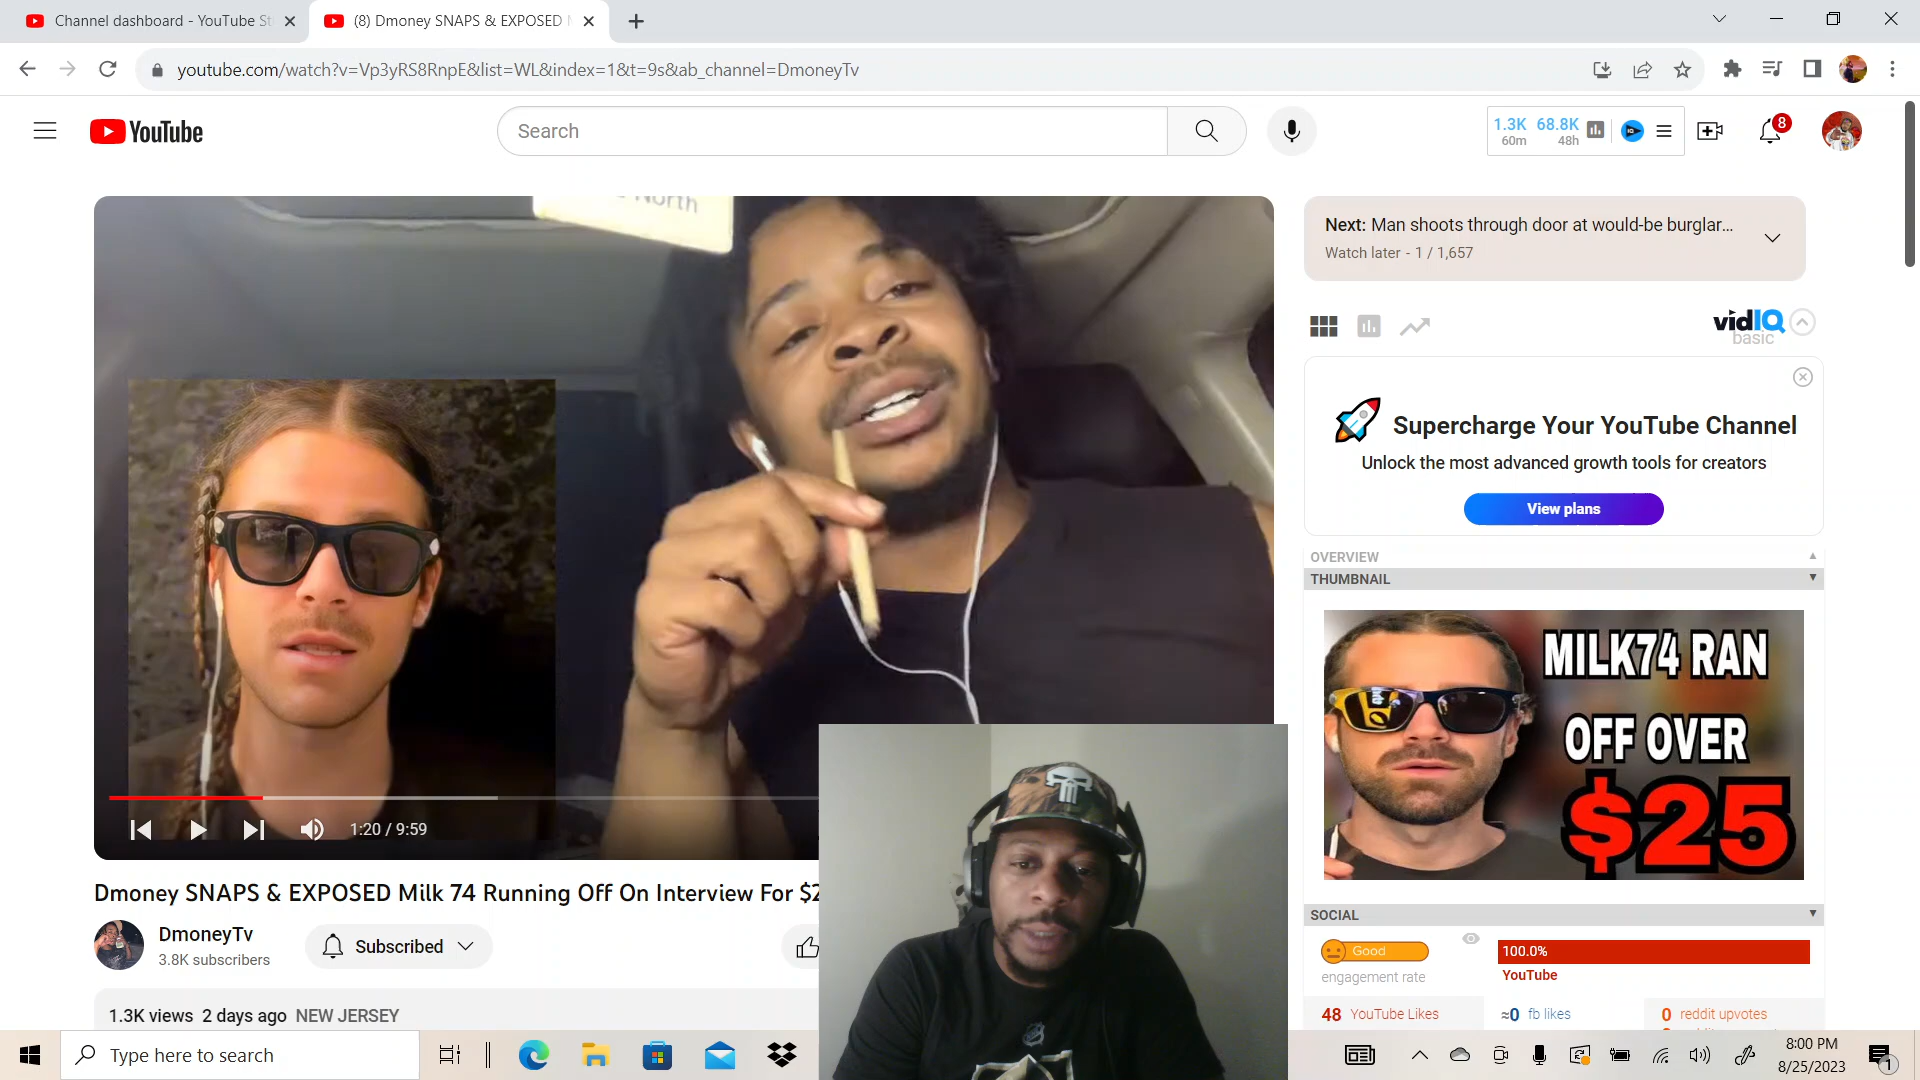 Channel dashboard - YouTube St
(8) Dmoney SNAPS & EXPOSED
youtube.com/watch?v=Vp3yRS8RnpE&list=WL&index=1&t=9s&ab_channel=DmoneyTv
YouTube
Search
1.3K 68.8K
60m 48h
8
North
Next: Man shoots through door at would-be burglar...
Watch later - 1 / 1,657
vidIQ
basic
Supercharge Your YouTube Channel
Unlock the most advanced growth tools for creators
View plans
OVERVIEW
THUMBNAIL
MILK74 RAN
OFF OVER
$25
1:20 / 9:59
Dmoney SNAPS & EXPOSED Milk 74 Running Off On Interview For $2
DmoneyTv
3.8K subscribers
Subscribed
SOCIAL
Good
engagement rate
100.0%
YouTube
48 YouTube Likes
≈0 fb likes
0 reddit upvotes
1.3K views 2 days ago NEW JERSEY
Type here to search
8:00 PM
8/25/2023
1